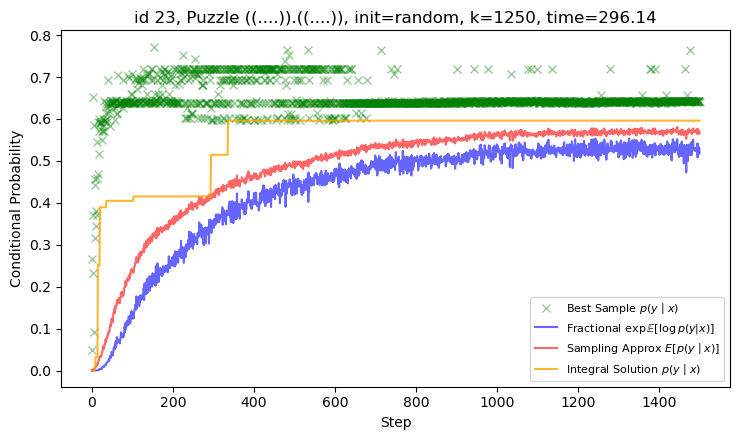 id 23, Puzzle ((....)).((....)), init=random, k=1250, time=296.14
0.8
0.7
0.6
0.5
0.4
0.3
0.2
0.1
0.0
Conditional Probability
Best Sample p(y | x)
Fractional exp 𝔼[log p(y|x)]
Sampling Approx E[p(y | x)]
Integral Solution p(y | x)
0 200 400 600 800 1000 1200 1400
Step